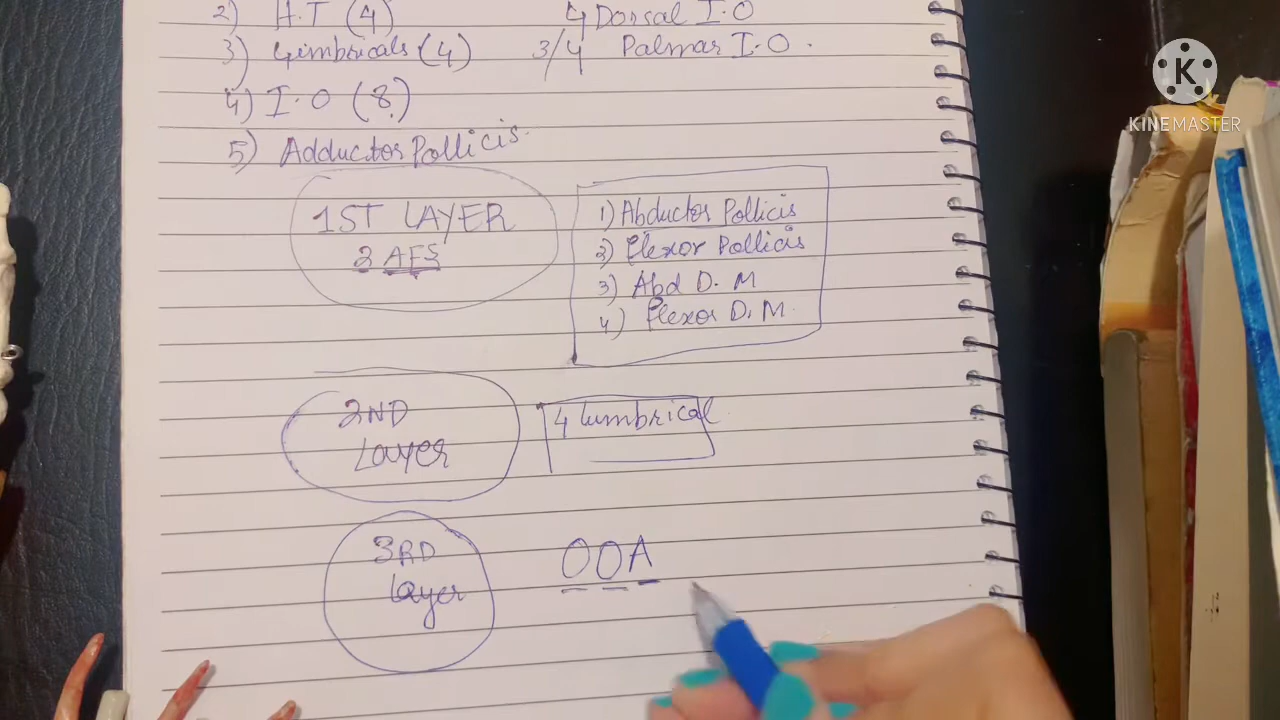 2) H.T (4)
4 Dorsal I.O
3) Lumbricals (4)
3/4 Palmar I.O.
4) I.O (8)
5) Adductor Pollicis.
1ST LAYER
2 AFS
1) Abductor Pollicis
2) Flexor Pollicis
3) Abd D.M
4) Flexor D.M.
2ND
Layer
4 lumbrical
3RD
Layer
OOA
K
KINEMASTER